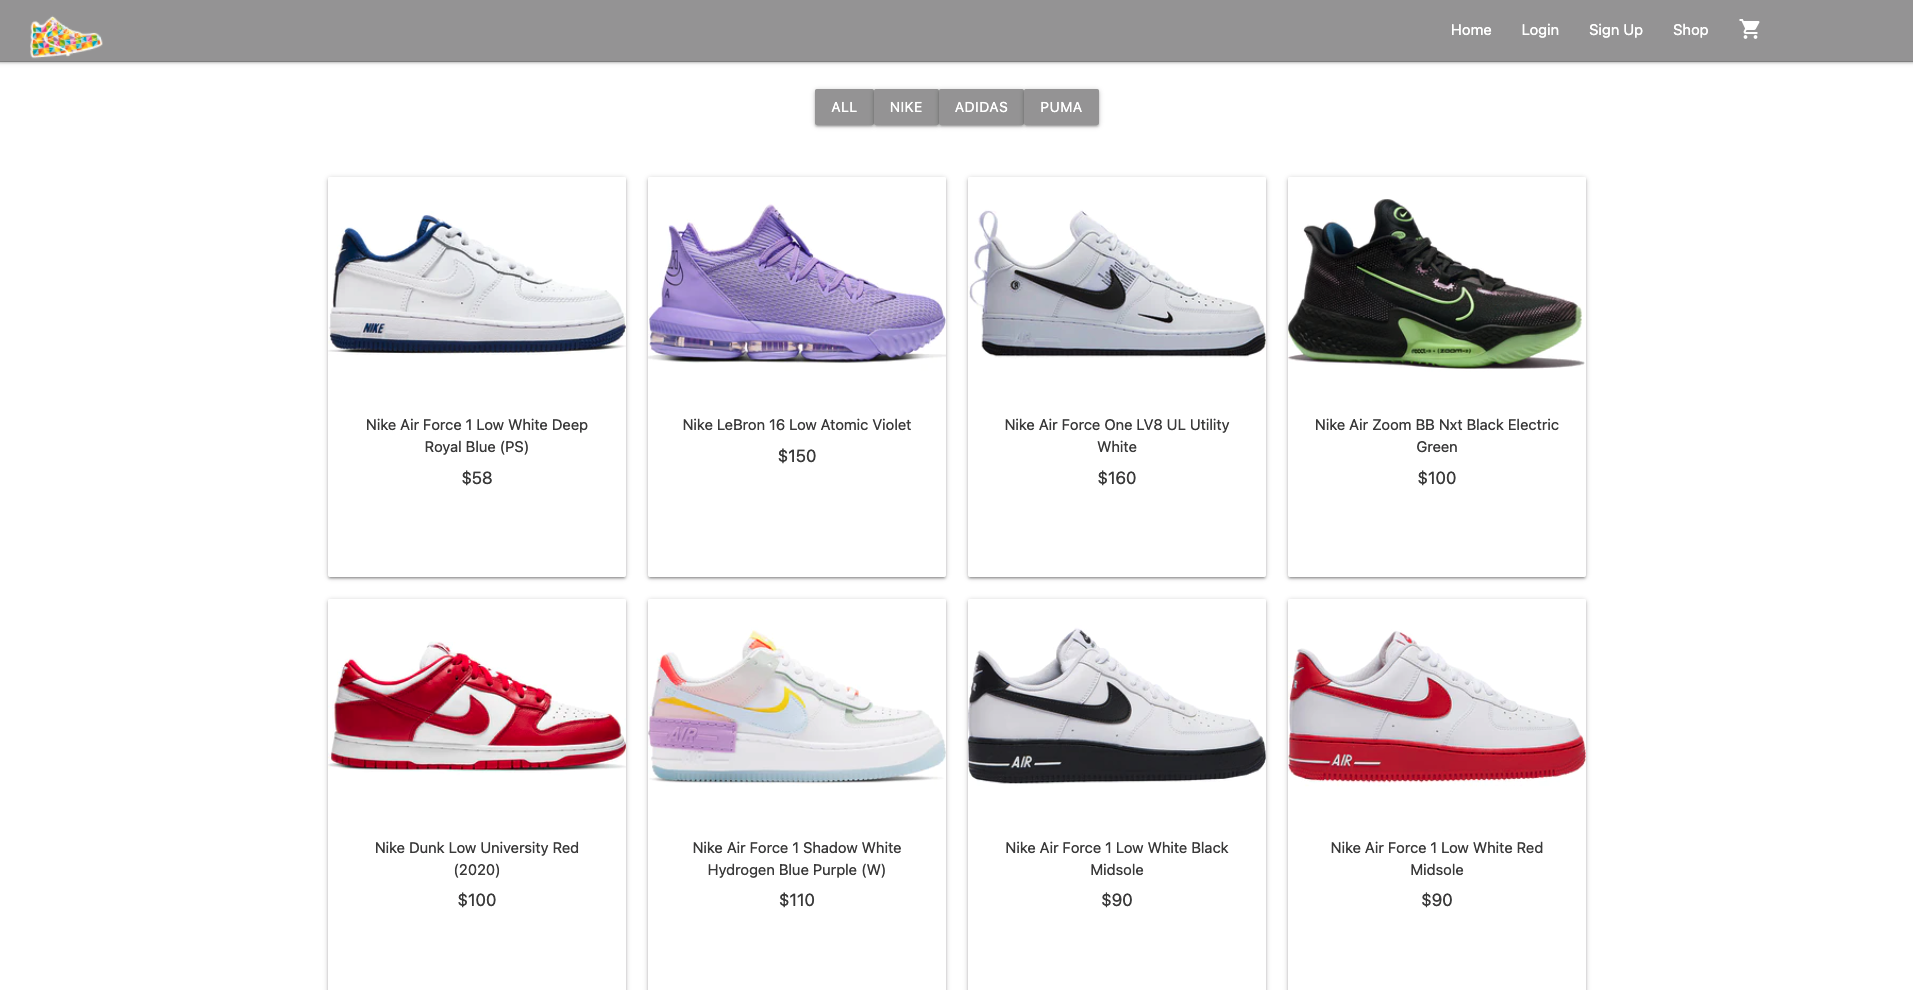 Home Login Sign Up Shop
ALL NIKE ADIDAS PUMA
NIKE
Nike Air Force 1 Low White Deep
Royal Blue (PS)
$58
Nike LeBron 16 Low Atomic Violet
$150
Nike Air Force One LV8 UL Utility
White
$160
Nike Air Zoom BB Nxt Black Electric
Green
$100
AIR
AIR
AIR
Nike Dunk Low University Red
(2020)
$100
Nike Air Force 1 Shadow White
Hydrogen Blue Purple (W)
$110
Nike Air Force 1 Low White Black
Midsole
$90
Nike Air Force 1 Low White Red
Midsole
$90